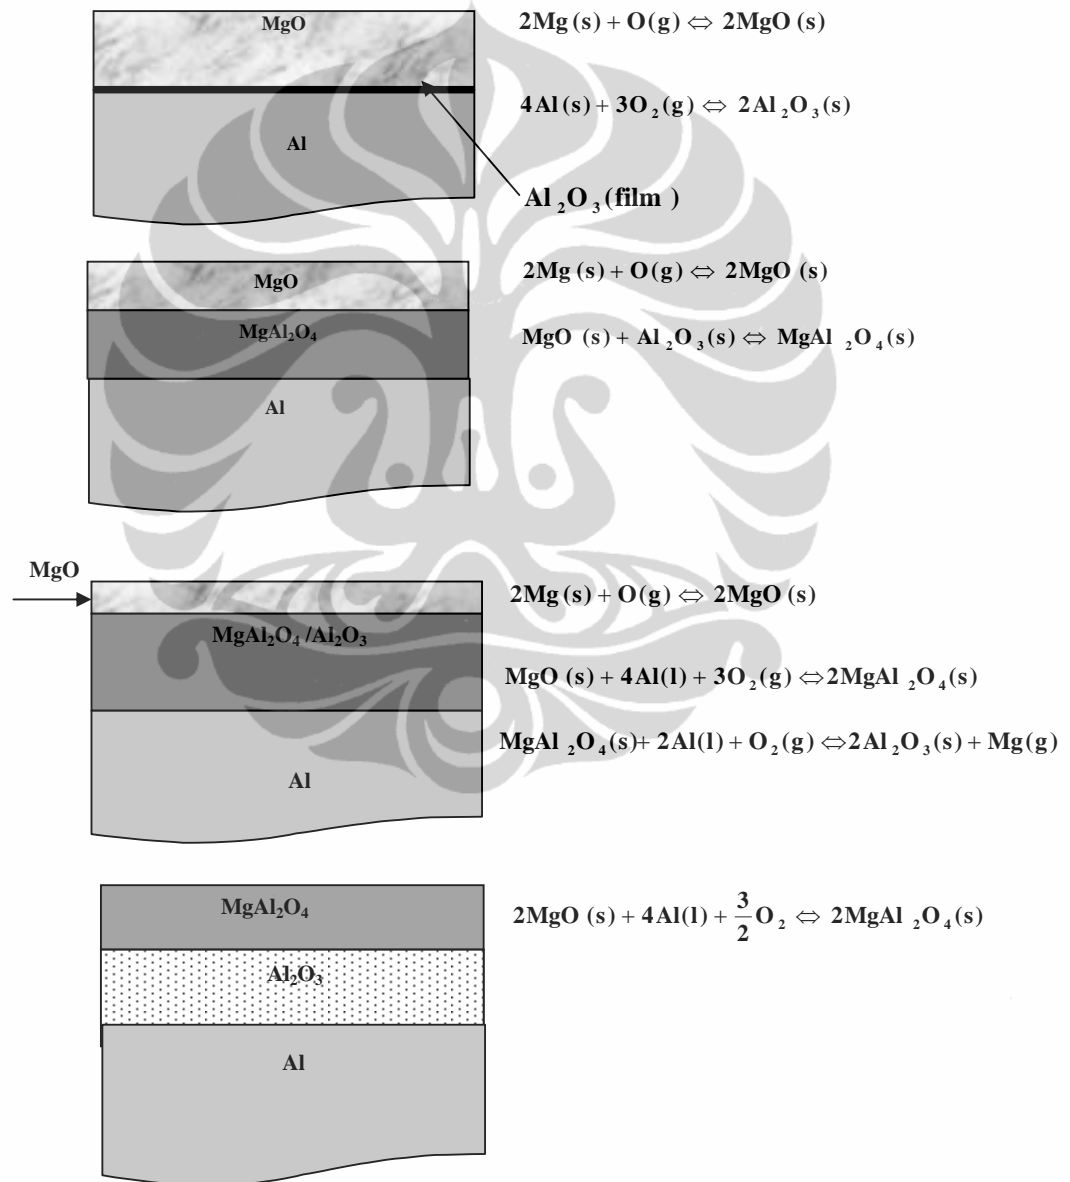 MgO
2Mg (s) + O(g) ⇔ 2MgO (s)
4Al(s) + 3O₂(g) ⇔ 2Al₂O₃(s)
Al
Al₂O₃(film )
2Mg (s) + O(g) ⇔ 2MgO (s)
MgO
MgAl₂O₄
MgO (s) + Al₂O₃(s) ⇔ MgAl₂O₄(s)
Al
MgO
2Mg (s) + O(g) ⇔ 2MgO (s)
MgAl₂O₄ /Al₂O₃
MgO (s) + 4Al(l) + 3O₂(g) ⇔2MgAl₂O₄(s)
MgAl₂O₄(s)+ 2Al(l) + O₂(g) ⇔2Al₂O₃(s) + Mg(g)
Al
MgAl₂O₄
2MgO (s) + 4Al(l) + 3/2 O₂ ⇔ 2MgAl₂O₄(s)
Al₂O₃
Al